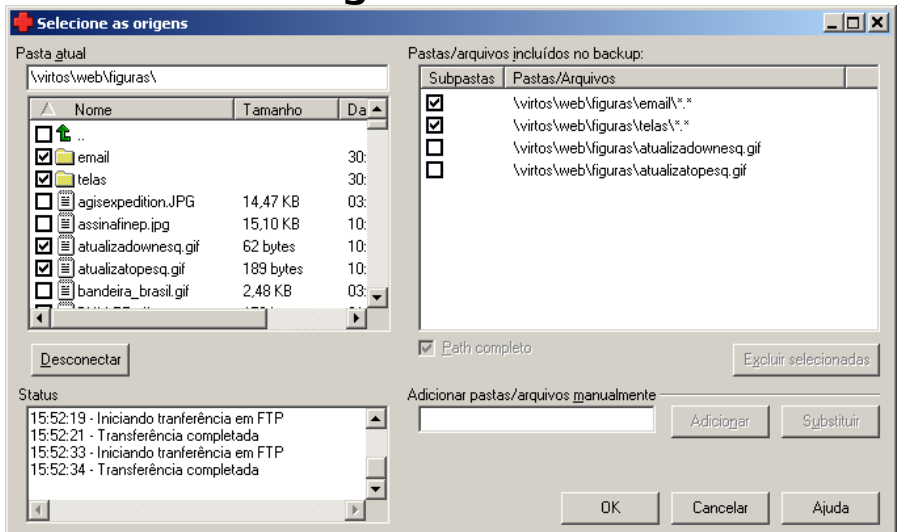 Selecione as origens
Pasta atual
\virtos\web\figuras\
Nome Tamanho Da
..
email 30:
telas 30:
agisexpedition.JPG 14,47 KB 03:
assinafinep.jpg 15,10 KB 10:
atualizadownesq.gif 62 bytes 10:
atualizatopesq.gif 189 bytes 10:
bandeira_brasil.gif 2,48 KB 03:
Desconectar
Status
15:52:19 - Iniciando tranferência em FTP
15:52:21 - Transferência completada
15:52:33 - Iniciando tranferência em FTP
15:52:34 - Transferência completada
Pastas/arquivos incluídos no backup:
Subpastas Pastas/Arquivos
\virtos\web\figuras\email\*.*
\virtos\web\figuras\telas\*.*
\virtos\web\figuras\atualizadownesq.gif
\virtos\web\figuras\atualizatopesq.gif
Path completo
Excluir selecionadas
Adicionar pastas/arquivos manualmente
Adicionar Substituir
OK Cancelar Ajuda